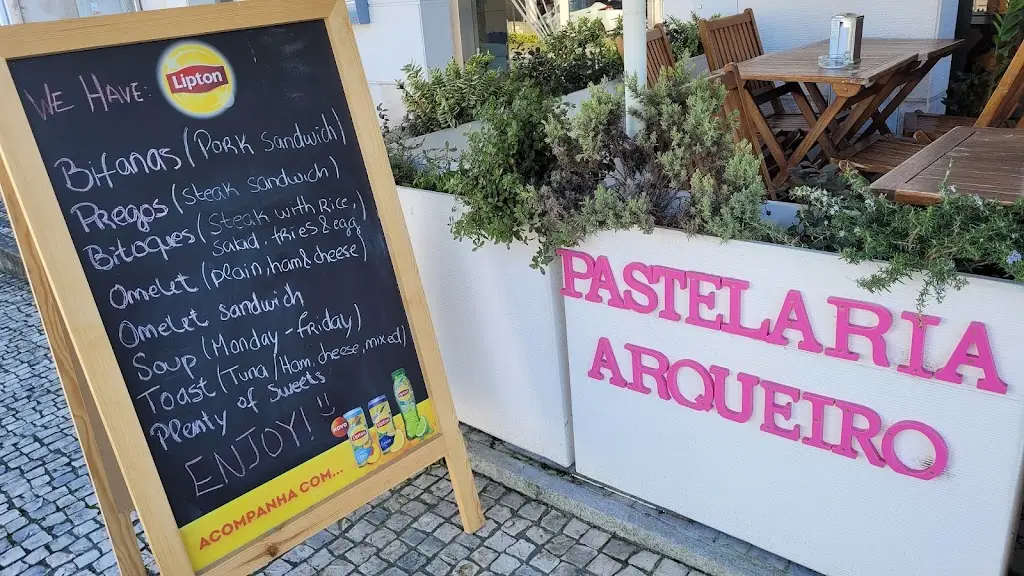 WE HAVE:
Lipton
Bifanas (Pork Sandwich)
Pregos (Steak sandwich)
Bitoques (Steak with Rice,
Salad, fries & egg)
Omelet (plain, ham & cheese)
Omelet sandwich
Soup (Monday - Friday)
Toast (Tuna/Ham, cheese, mixed)
Plenty of Sweets
ENJOY! :)
NOVO
ACOMPANHA COM...
PASTELARIA
ARQUEIRO